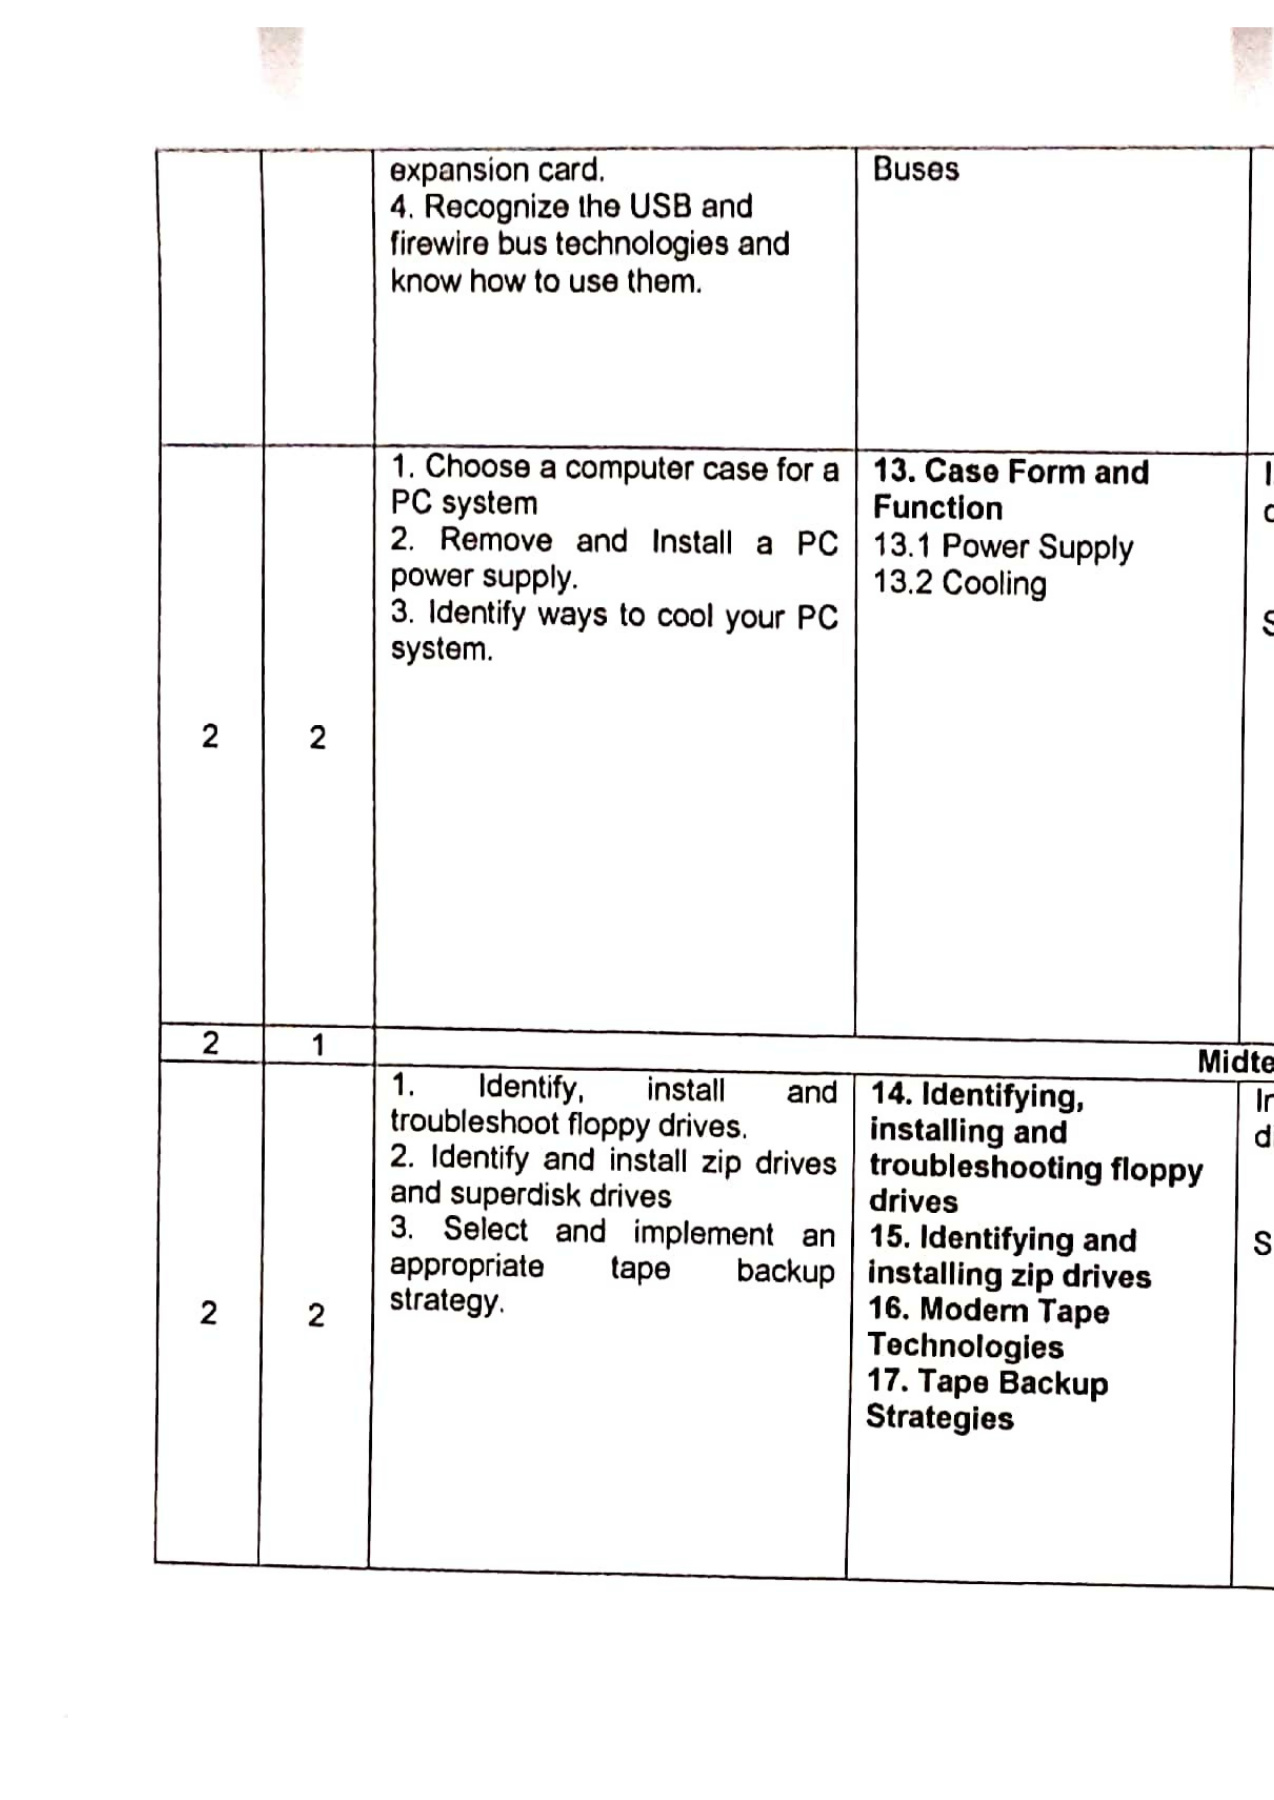 expansion card.
4. Recognize the USB and
firewire bus technologies and
know how to use them.
Buses
2
2
1. Choose a computer case for a
PC system
2. Remove and Install a PC
power supply.
3. Identify ways to cool your PC
system.
13. Case Form and
Function
13.1 Power Supply
13.2 Cooling
S
2
1
Midte
2
2
1. Identify, install and
troubleshoot floppy drives.
2. Identify and install zip drives
and superdisk drives
3. Select and implement an
appropriate tape backup
strategy.
14. Identifying,
installing and
troubleshooting floppy
drives
15. Identifying and
installing zip drives
16. Modern Tape
Technologies
17. Tape Backup
Strategies
In
d
S